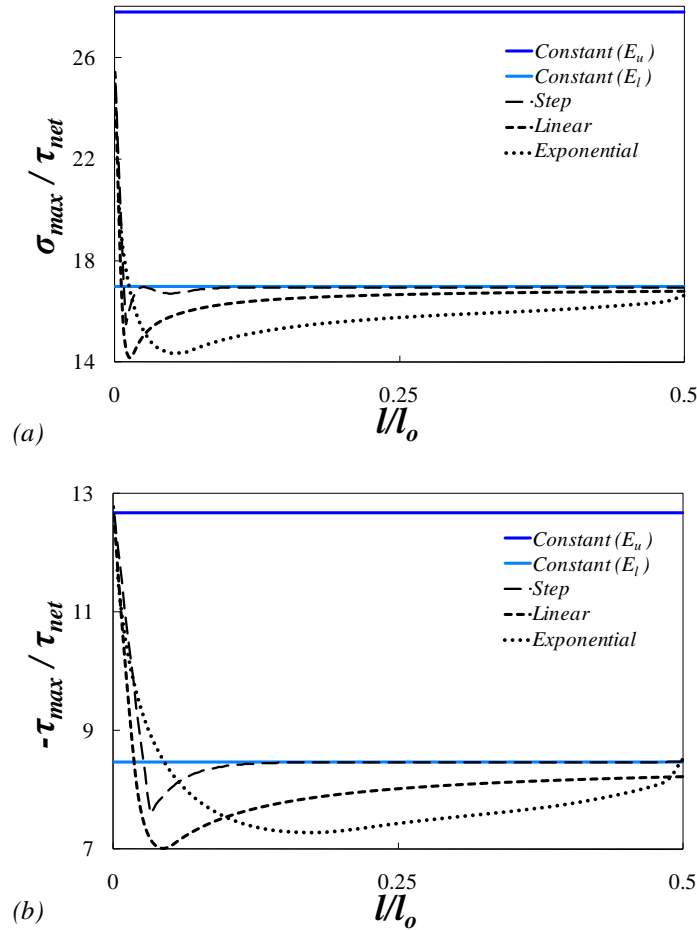 26
22
18
14
σmax / τnet
Constant (Eu)
Constant (El)
Step
Linear
Exponential
0
0.25
0.5
l/lo
(a)
13
11
9
7
-τmax / τnet
Constant (Eu)
Constant (El)
Step
Linear
Exponential
0
0.25
0.5
l/lo
(b)